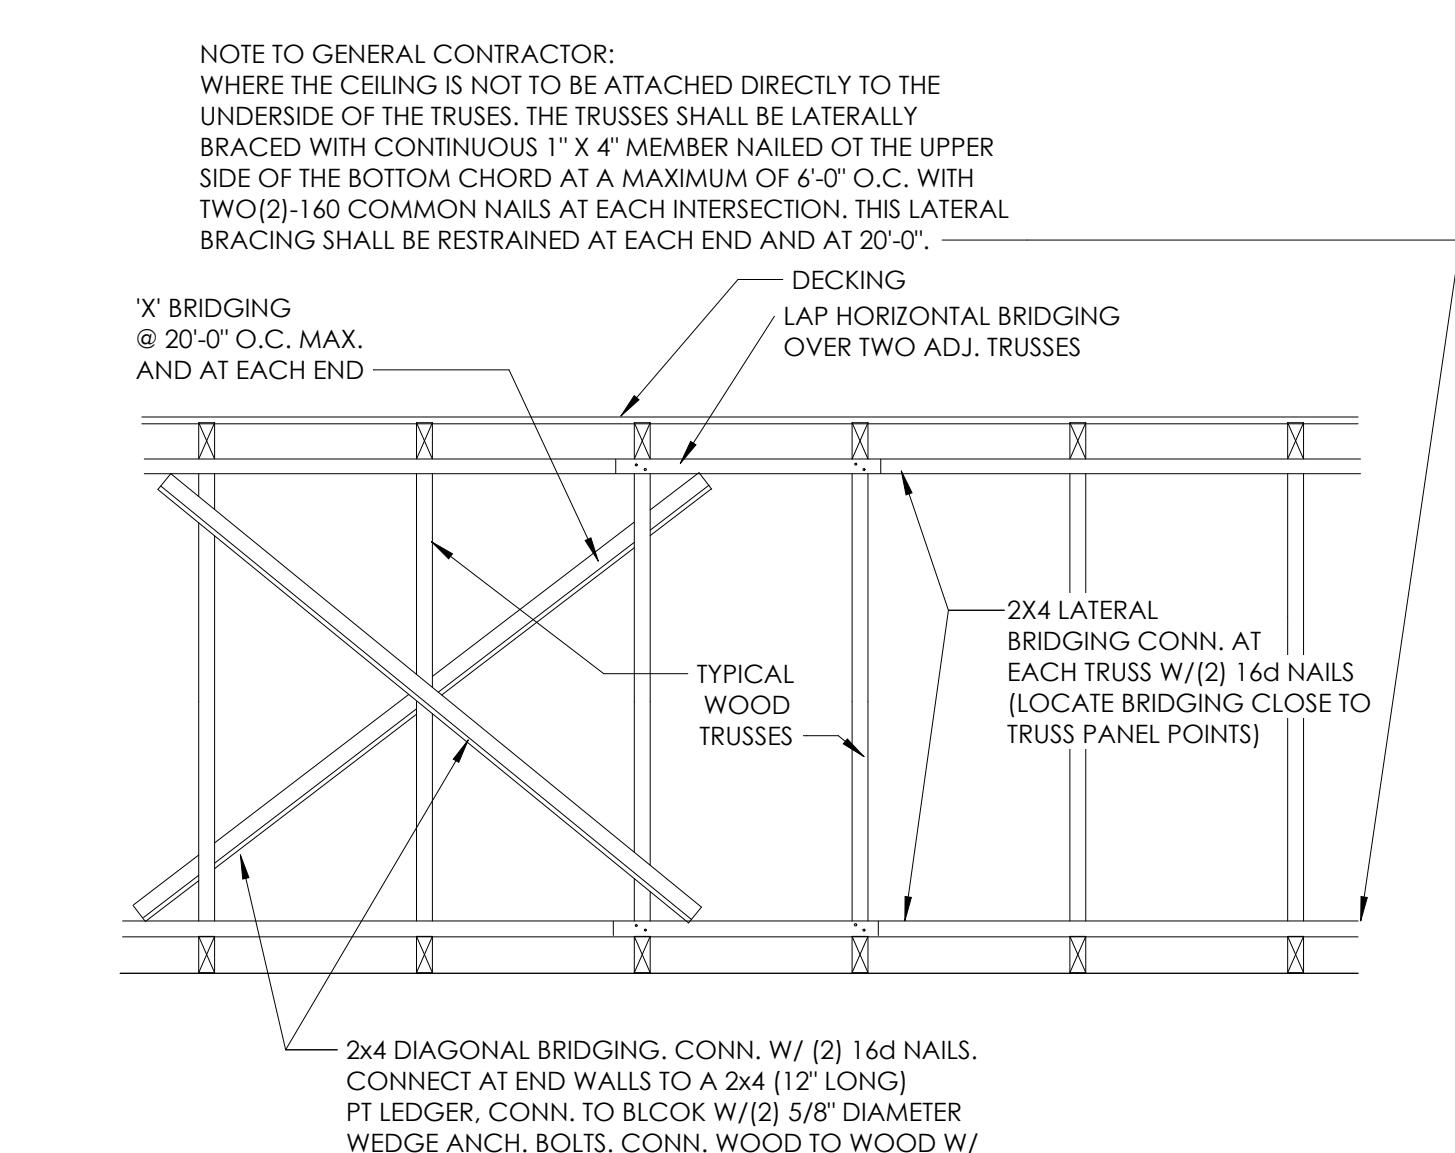 NOTE TO GENERAL CONTRACTOR:
WHERE THE CEILING IS NOT TO BE ATTACHED DIRECTLY TO THE
UNDERSIDE OF THE TRUSES. THE TRUSSES SHALL BE LATERALLY
BRACED WITH CONTINUOUS 1" X 4" MEMBER NAILED OT THE UPPER
SIDE OF THE BOTTOM CHORD AT A MAXIMUM OF 6'-0" O.C. WITH
TWO(2)-160 COMMON NAILS AT EACH INTERSECTION. THIS LATERAL
BRACING SHALL BE RESTRAINED AT EACH END AND AT 20'-0".
DECKING
LAP HORIZONTAL BRIDGING
OVER TWO ADJ. TRUSSES
'X' BRIDGING
@ 20'-0" O.C. MAX.
AND AT EACH END
2X4 LATERAL
BRIDGING CONN. AT
EACH TRUSS W/(2) 16d NAILS
(LOCATE BRIDGING CLOSE TO
TRUSS PANEL POINTS)
TYPICAL
WOOD
TRUSSES
2x4 DIAGONAL BRIDGING. CONN. W/ (2) 16d NAILS.
CONNECT AT END WALLS TO A 2x4 (12" LONG)
PT LEDGER, CONN. TO BLCOK W/(2) 5/8" DIAMETER
WEDGE ANCH. BOLTS. CONN. WOOD TO WOOD W/